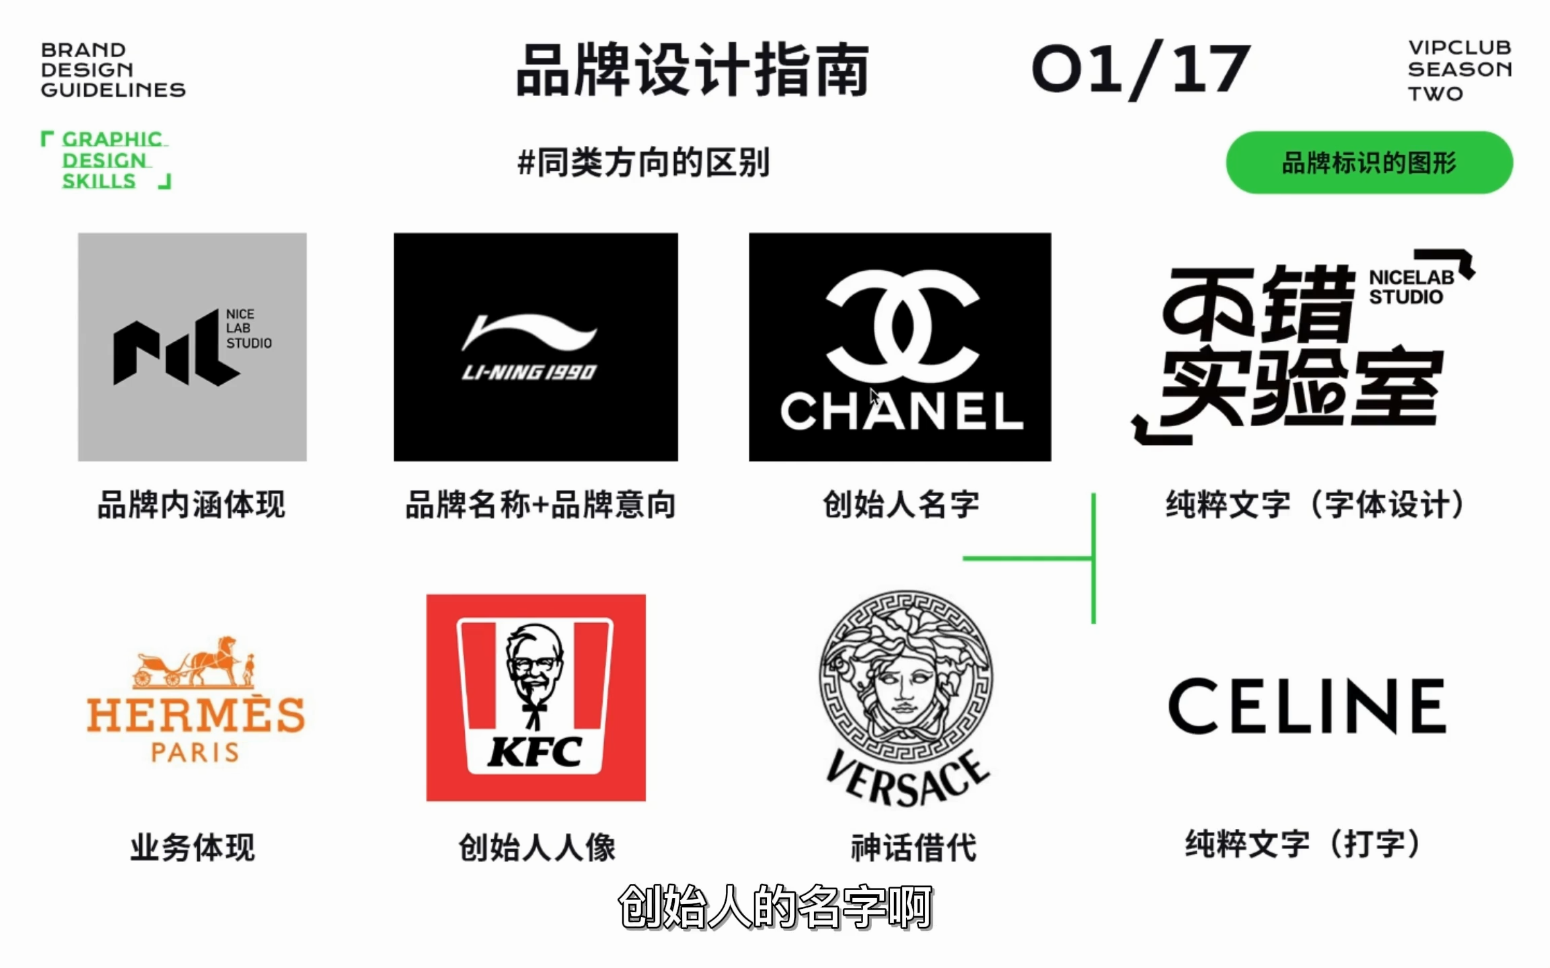 BRAND
DESIGN
GUIDELINES
品牌设计指南
01/17
VIPCLUB
SEASON
TWO
GRAPHIC
DESIGN
SKILLS
#同类方向的区别
品牌标识的图形
NICE
LAB
STUDIO
LI-NING 1990
CHANEL
不错
实验室
NICELAB
STUDIO
品牌内涵体现
品牌名称+品牌意向
创始人名字
纯粹文字（字体设计）
HERMÈS
PARIS
KFC
VERSACE
CELINE
业务体现
创始人人像
神话借代
纯粹文字（打字）
创始人的名字啊